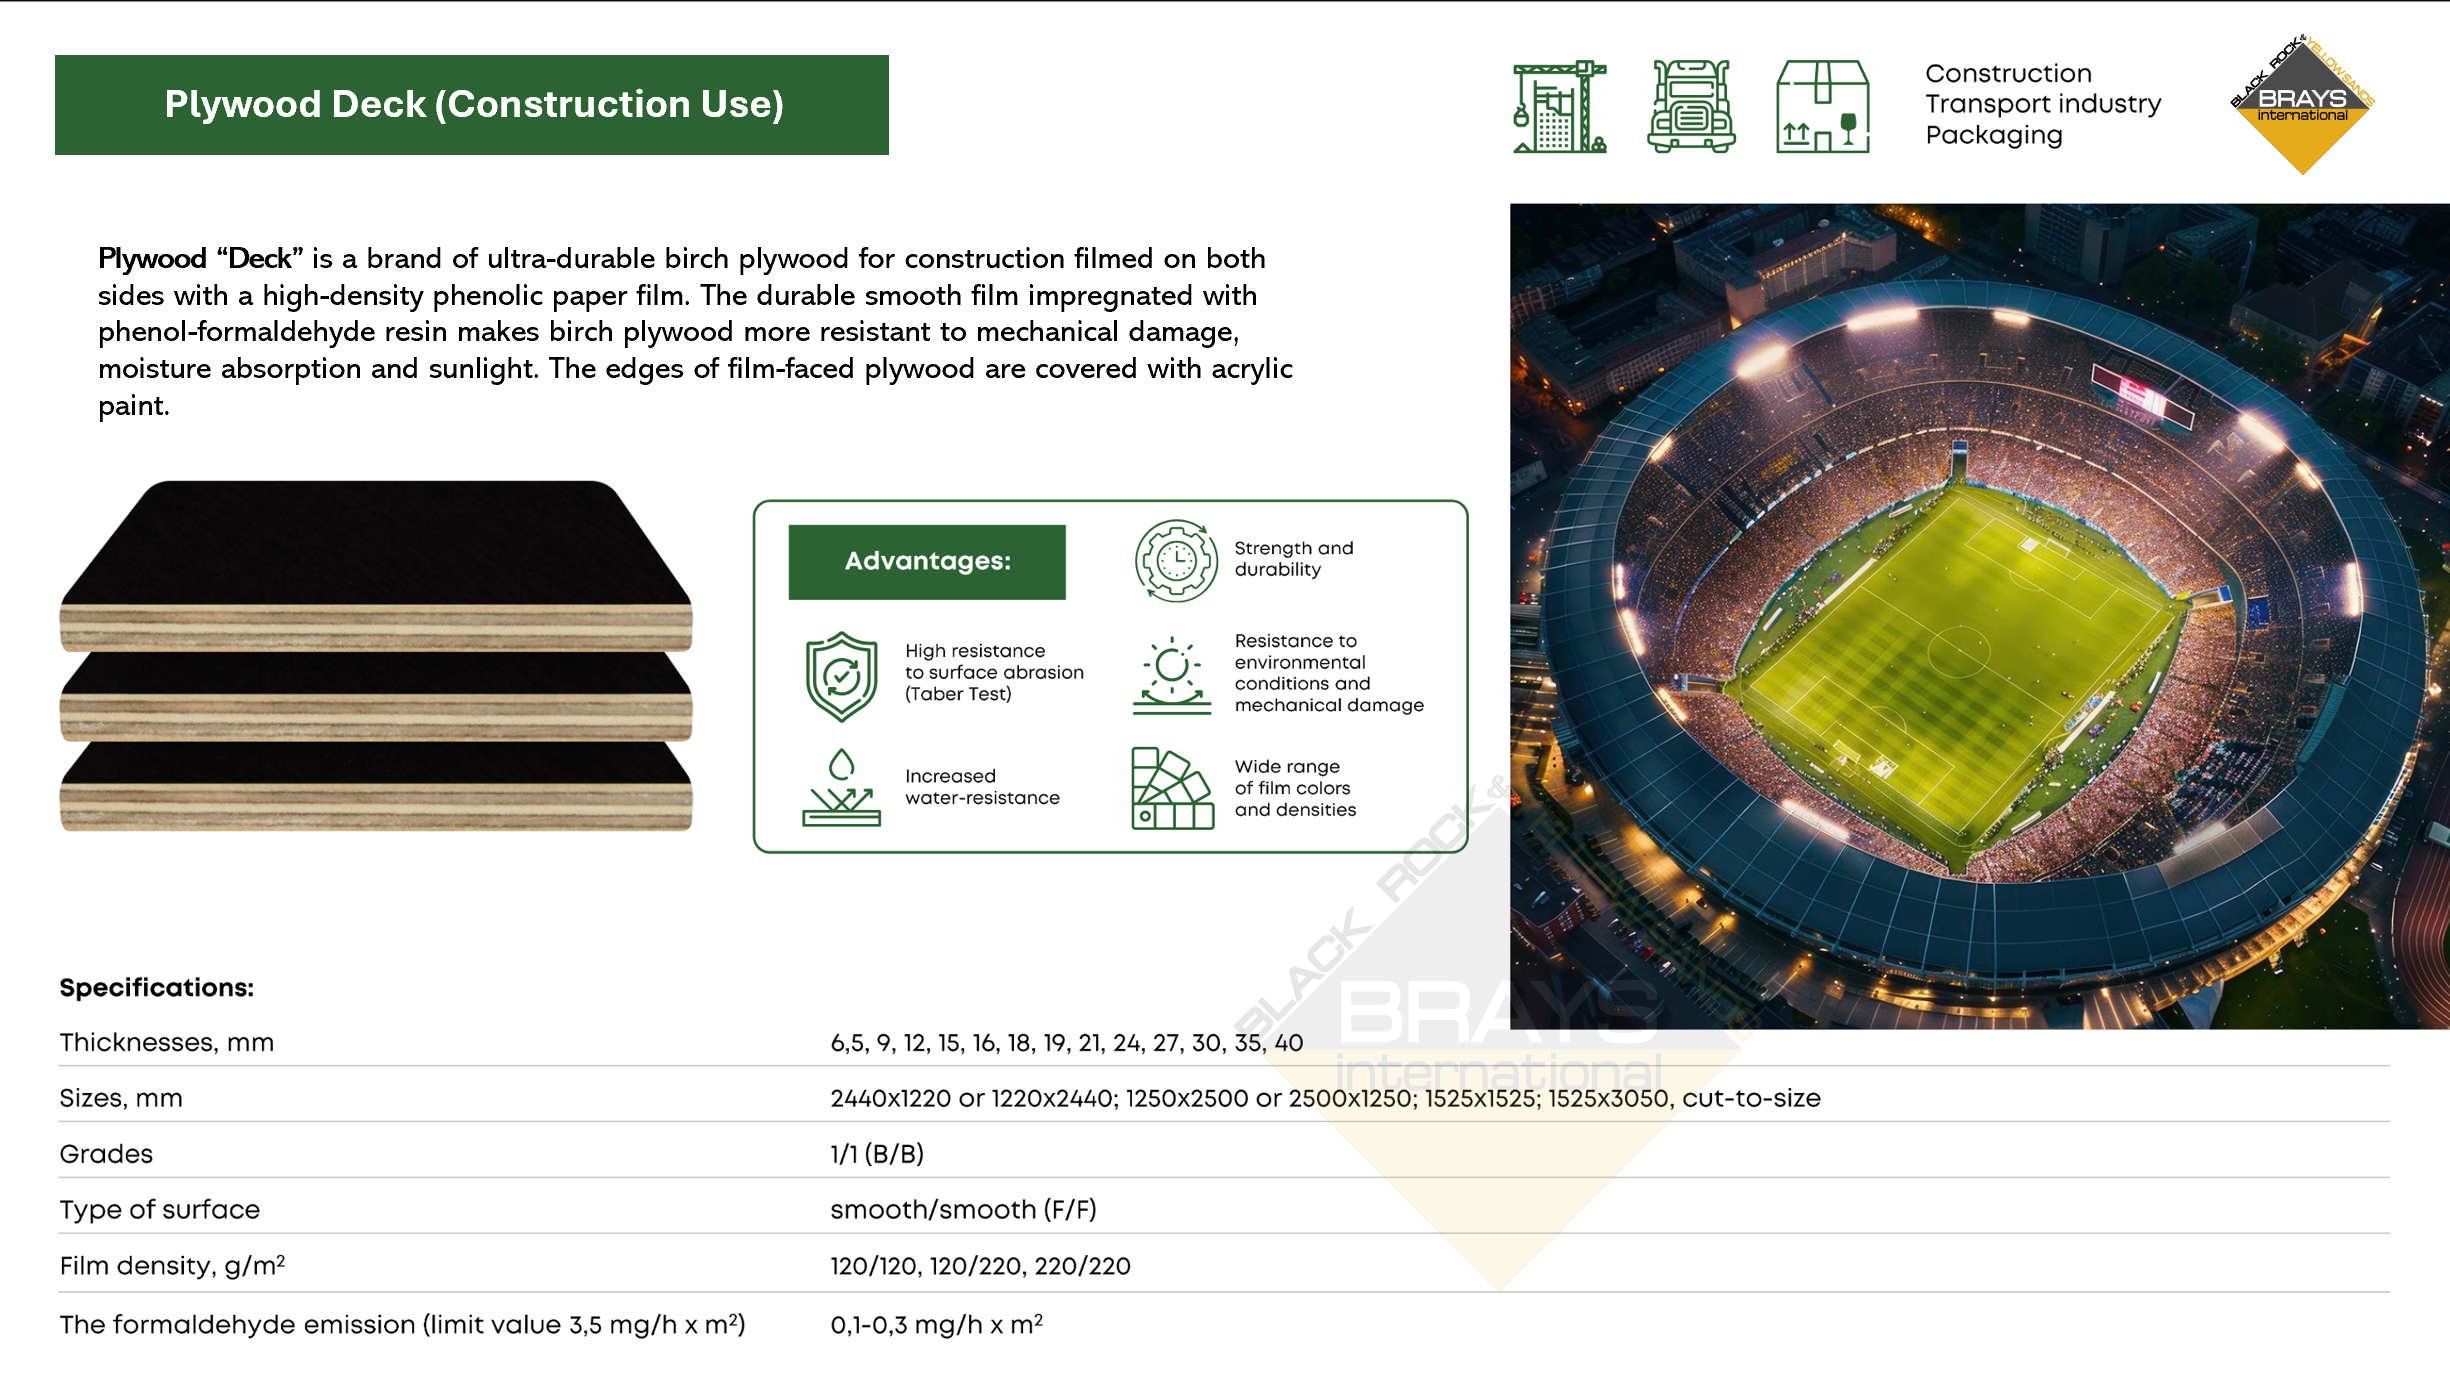 Plywood Deck (Construction Use)
Construction
Transport industry
Packaging
BLACK ROCK & YELLOW SANDS
BRAYS
international
Plywood “Deck” is a brand of ultra-durable birch plywood for construction filmed on both
sides with a high-density phenolic paper film. The durable smooth film impregnated with
phenol-formaldehyde resin makes birch plywood more resistant to mechanical damage,
moisture absorption and sunlight. The edges of film-faced plywood are covered with acrylic
paint.
Advantages:
Strength and
durability
High resistance
to surface abrasion
(Taber Test)
Resistance to
environmental
conditions and
mechanical damage
Increased
water-resistance
Wide range
of film colors
and densities
BLACK ROCK & YELLOW SANDS
BRAYS
international
Specifications:
Thicknesses, mm 6,5, 9, 12, 15, 16, 18, 19, 21, 24, 27, 30, 35, 40
Sizes, mm 2440x1220 or 1220x2440; 1250x2500 or 2500x1250; 1525x1525; 1525x3050, cut-to-size
Grades 1/1 (B/B)
Type of surface smooth/smooth (F/F)
Film density, g/m² 120/120, 120/220, 220/220
The formaldehyde emission (limit value 3,5 mg/h x m²) 0,1-0,3 mg/h x m²